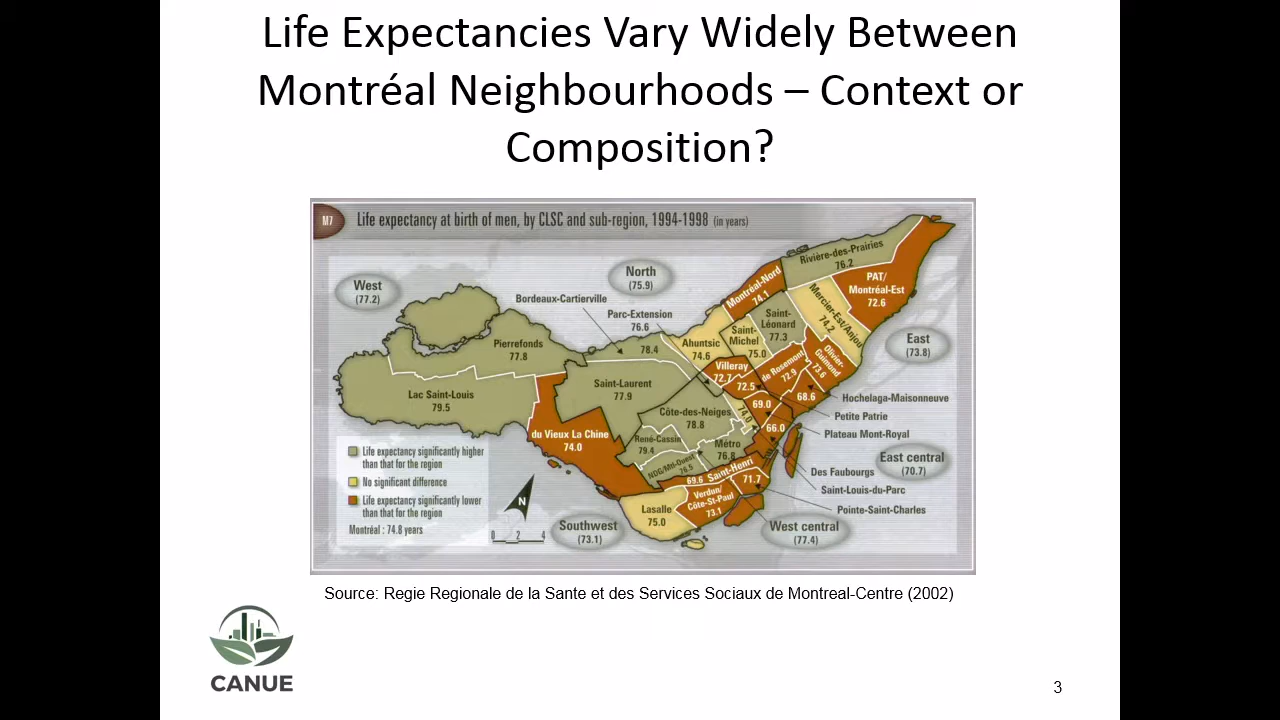 Life Expectancies Vary Widely Between
Montréal Neighbourhoods – Context or
Composition?
M7
Life expectancy at birth of men, by CLSC and sub-region, 1994-1998 (in years)
West
(77.2)
North
(75.9)
Bordeaux-Cartierville
Parc-Extension
76.6
Rivière-des-Prairies
76.2
PAT/
Montréal-Est
72.6
Montréal-Nord
74.1
Mercier-Est/Anjou
74.2
Saint-
Léonard
77.3
Saint-
Michel
75.0
Ahuntsic
74.6
78.4
Pierrefonds
77.8
East
(73.8)
Olivier-
Guimond
73.6
de Rosemont
72.9
Villeray
72.7
72.5
Saint-Laurent
77.9
Lac Saint-Louis
79.5
68.6
69.0
Hochelaga-Maisonneuve
Petite Patrie
Côte-des-Neiges
78.8
74.0
66.0
Plateau Mont-Royal
du Vieux La Chine
74.0
René-Cassin
79.4
Métro
76.8
East central
(70.7)
NDG/Mtl-Ouest
76.5
Saint-Henri
69.6
71.7
Des Faubourgs
Saint-Louis-du-Parc
Pointe-Saint-Charles
Verdun/
Côte-St-Paul
73.1
Lasalle
75.0
Southwest
(73.1)
West central
(77.4)
Life expectancy significantly higher
than that for the region
No significant difference
Life expectancy significantly lower
than that for the region
Montréal : 74.8 years
N
0 2 4
Source: Regie Regionale de la Sante et des Services Sociaux de Montreal-Centre (2002)
CANUE
3